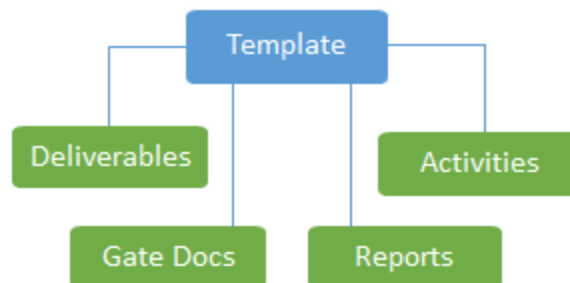 Template
Deliverables
Activities
Gate Docs
Reports